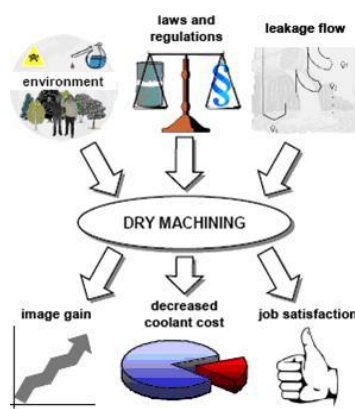 laws and
regulations
leakage flow
environment
§
DRY MACHINING
image gain
decreased
coolant cost
job satisfaction